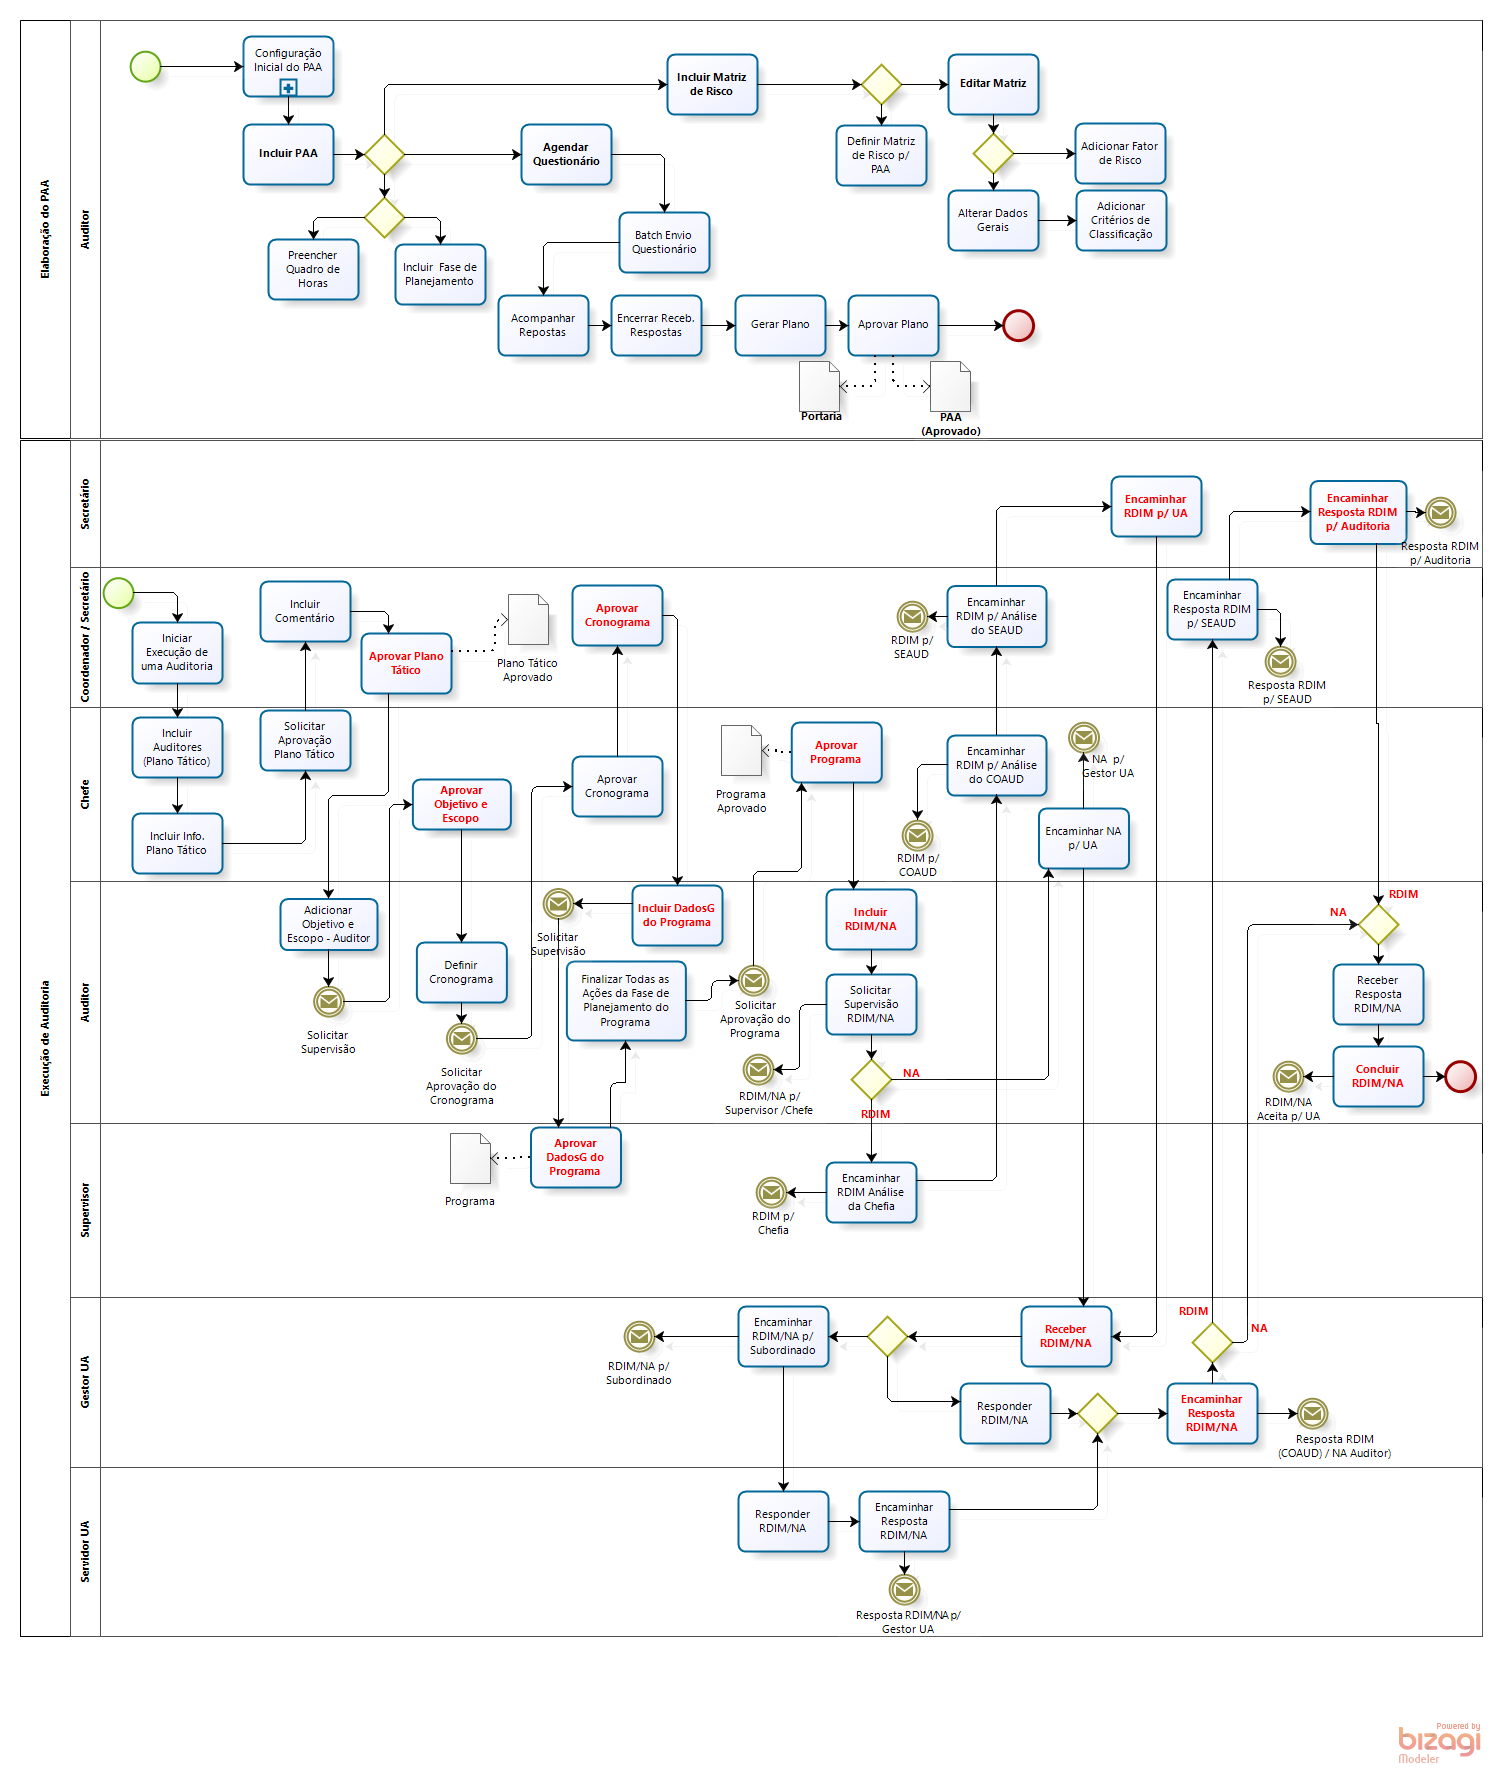 Elaboração do PAA
Auditor
Configuração
Inicial do PAA
Incluir PAA
Incluir Matriz
de Risco
Editar Matriz
Definir Matriz
de Risco p/
PAA
Adicionar Fator
de Risco
Agendar
Questionário
Alterar Dados
Gerais
Adicionar
Critérios de
Classificação
Preencher
Quadro de
Horas
Incluir Fase de
Planejamento
Batch Envio
Questionário
Acompanhar
Repostas
Encerrar Receb.
Respostas
Gerar Plano
Aprovar Plano
Portaria
PAA
(Aprovado)
Execução de Auditoria
Secretário
Encaminhar
RDIM p/ UA
Encaminhar
Resposta RDIM
p/ Auditoria
Resposta RDIM
p/ Auditoria
Coordenador / Secretário
Iniciar
Execução de
uma Auditoria
Incluir
Comentário
Aprovar Plano
Tático
Plano Tático
Aprovado
Aprovar
Cronograma
RDIM p/
SEAUD
Encaminhar
RDIM p/ Análise
do SEAUD
Encaminhar
Resposta RDIM
p/ SEAUD
Resposta RDIM
p/ SEAUD
Chefe
Incluir
Auditores
(Plano Tático)
Solicitar
Aprovação
Plano Tático
Incluir Info.
Plano Tático
Aprovar
Objetivo e
Escopo
Aprovar
Cronograma
Programa
Aprovado
Aprovar
Programa
Encaminhar
RDIM p/ Análise
do COAUD
RDIM p/
COAUD
NA p/
Gestor UA
Encaminhar NA
p/ UA
Auditor
Adicionar
Objetivo e
Escopo - Auditor
Solicitar
Supervisão
Definir
Cronograma
Solicitar
Aprovação do
Cronograma
Solicitar
Supervisão
Incluir DadosG
do Programa
Finalizar Todas as
Ações da Fase de
Planejamento do
Programa
Solicitar
Aprovação do
Programa
Incluir
RDIM/NA
Solicitar
Supervisão
RDIM/NA
RDIM/NA p/
Supervisor /Chefe
NA
RDIM
NA
RDIM
Receber
Resposta
RDIM/NA
Concluir
RDIM/NA
RDIM/NA
Aceita p/ UA
Supervisor
Programa
Aprovar
DadosG do
Programa
Encaminhar
RDIM Análise
da Chefia
RDIM p/
Chefia
Gestor UA
RDIM/NA p/
Subordinado
Encaminhar
RDIM/NA p/
Subordinado
Receber
RDIM/NA
RDIM
NA
Responder
RDIM/NA
Encaminhar
Resposta
RDIM/NA
Resposta RDIM
(COAUD) / NA Auditor)
Servidor UA
Responder
RDIM/NA
Encaminhar
Resposta
RDIM/NA
Resposta RDIM/NA p/
Gestor UA
Powered by
bizagi
Modeler